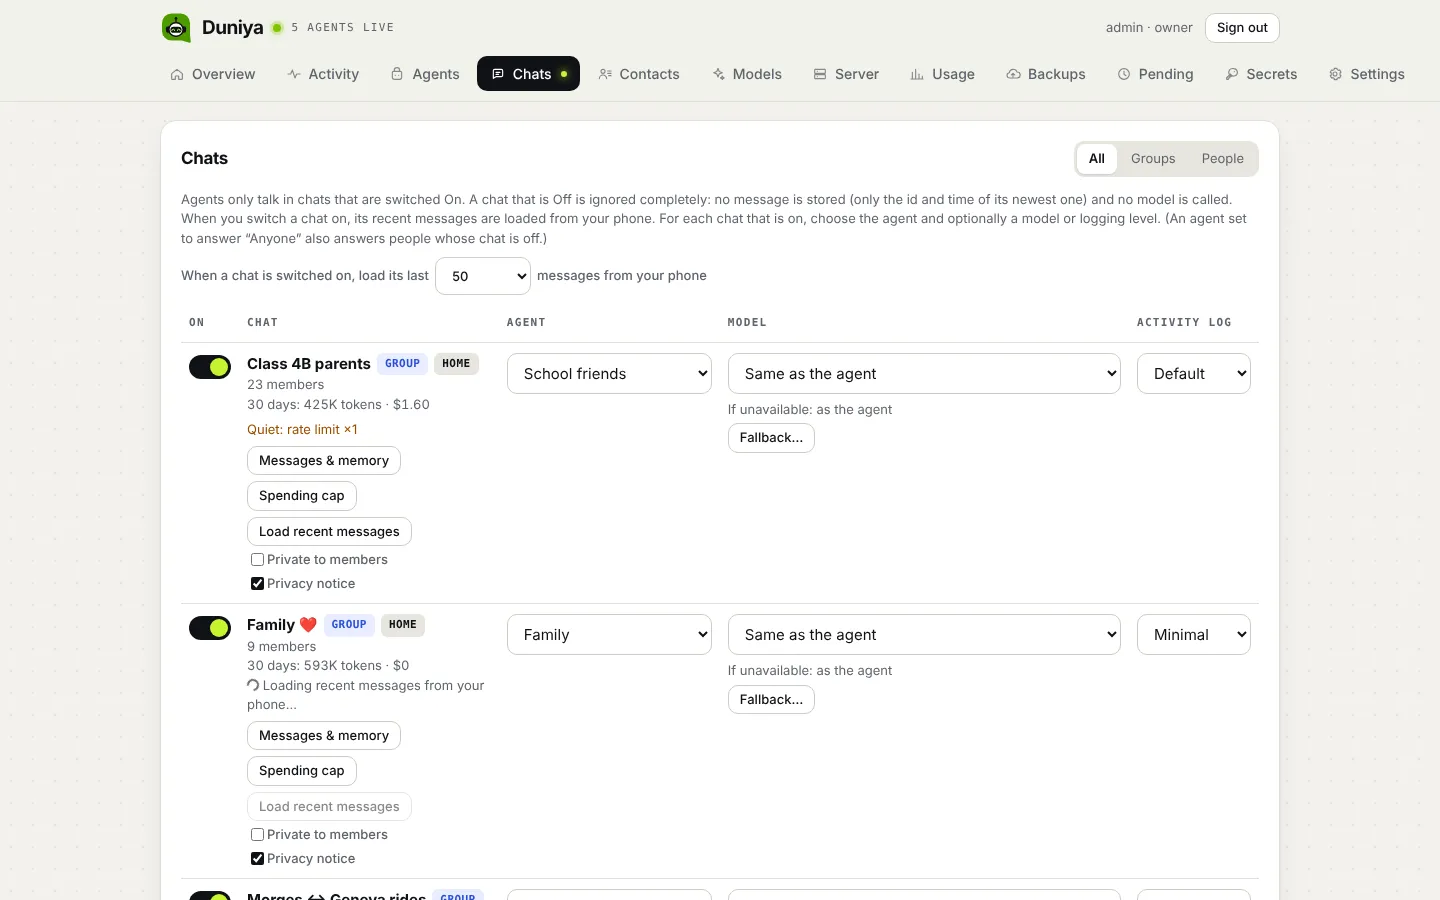 Duniya
5 AGENTS LIVE
admin · owner
Sign out
Overview
Activity
Agents
Chats
Contacts
Models
Server
Usage
Backups
Pending
Secrets
Settings
Chats
All
Groups
People
Agents only talk in chats that are switched On. A chat that is Off is ignored completely: no message is stored (only the id and time of its newest one) and no model is called.
When you switch a chat on, its recent messages are loaded from your phone. For each chat that is on, choose the agent and optionally a model or logging level. (An agent set
to answer “Anyone” also answers people whose chat is off.)
When a chat is switched on, load its last 50 messages from your phone
ON CHAT AGENT MODEL ACTIVITY LOG
Class 4B parents GROUP HOME
School friends
Same as the agent
Default
23 members
30 days: 425K tokens · $1.60
If unavailable: as the agent
Quiet: rate limit ×1
Fallback...
Messages & memory
Spending cap
Load recent messages
Private to members
Privacy notice
Family ❤️ GROUP HOME
Family
Same as the agent
Minimal
9 members
30 days: 593K tokens · $0
If unavailable: as the agent
Loading recent messages from your
phone...
Fallback...
Messages & memory
Spending cap
Load recent messages
Private to members
Privacy notice
Morges ↔ Geneva rides GROUP